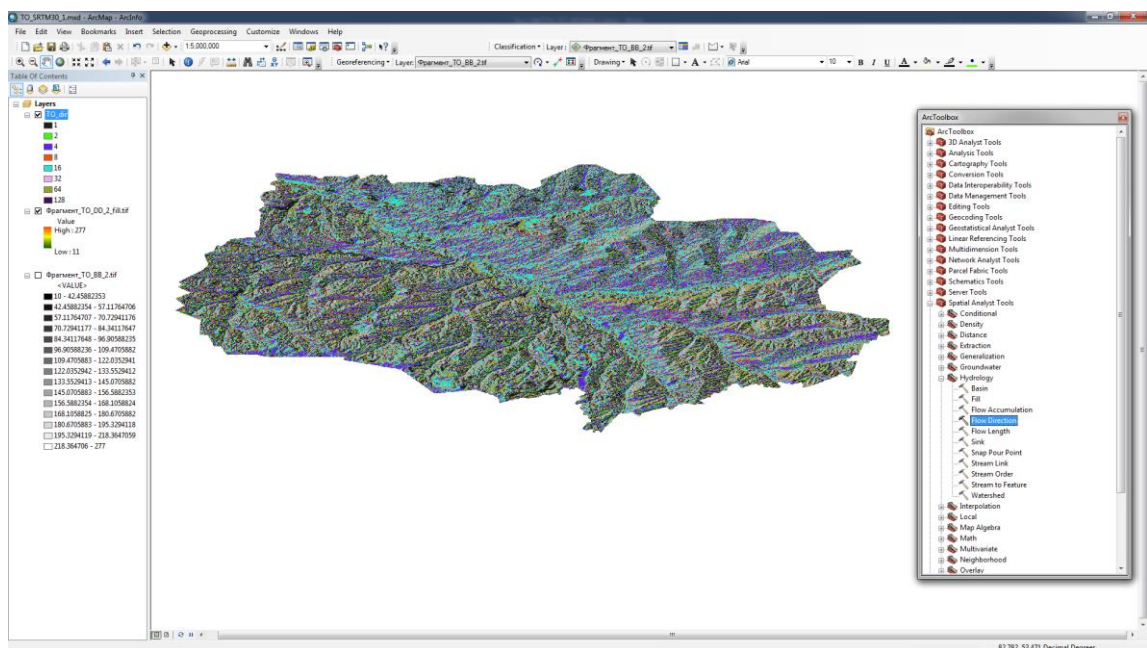 TO_SRTM30_1.mxd - ArcMap - ArcInfo
File Edit View Bookmarks Insert Selection Geoprocessing Customize Windows Help
1:5,000,000
Classification Layer: Фрагмент_TO_BB_2.tif
Georeferencing Layer: Фрагмент_TO_BB_2.tif
Drawing A Arial 10 B I U A
Table Of Contents
Layers
TO_dir
1
2
4
8
16
32
64
128
Фрагмент_TO_DD_2_fill.tif
Value
High : 277
Low : 11
Фрагмент_TO_BB_2.tif
<VALUE>
10 - 42.45882353
42.45882354 - 57.11764706
57.11764707 - 70.72941176
70.72941177 - 84.34117647
84.34117648 - 96.90588235
96.90588236 - 109.4705882
109.4705883 - 122.0352941
122.0352942 - 133.5529412
133.5529413 - 145.0705882
145.0705883 - 156.5882353
156.5882354 - 168.1058824
168.1058825 - 180.6705882
180.6705883 - 195.3294118
195.3294119 - 218.3647059
218.364706 - 277
ArcToolbox
ArcToolbox
3D Analyst Tools
Analysis Tools
Cartography Tools
Conversion Tools
Data Interoperability Tools
Data Management Tools
Editing Tools
Geocoding Tools
Geostatistical Analyst Tools
Linear Referencing Tools
Multidimension Tools
Network Analyst Tools
Parcel Fabric Tools
Schematics Tools
Server Tools
Spatial Analyst Tools
Conditional
Density
Distance
Extraction
Generalization
Groundwater
Hydrology
Basin
Fill
Flow Accumulation
Flow Direction
Flow Length
Sink
Snap Pour Point
Stream Link
Stream Order
Stream to Feature
Watershed
Interpolation
Local
Map Algebra
Math
Multivariate
Neighborhood
Overlay
82.792 53.471 Decimal Degrees